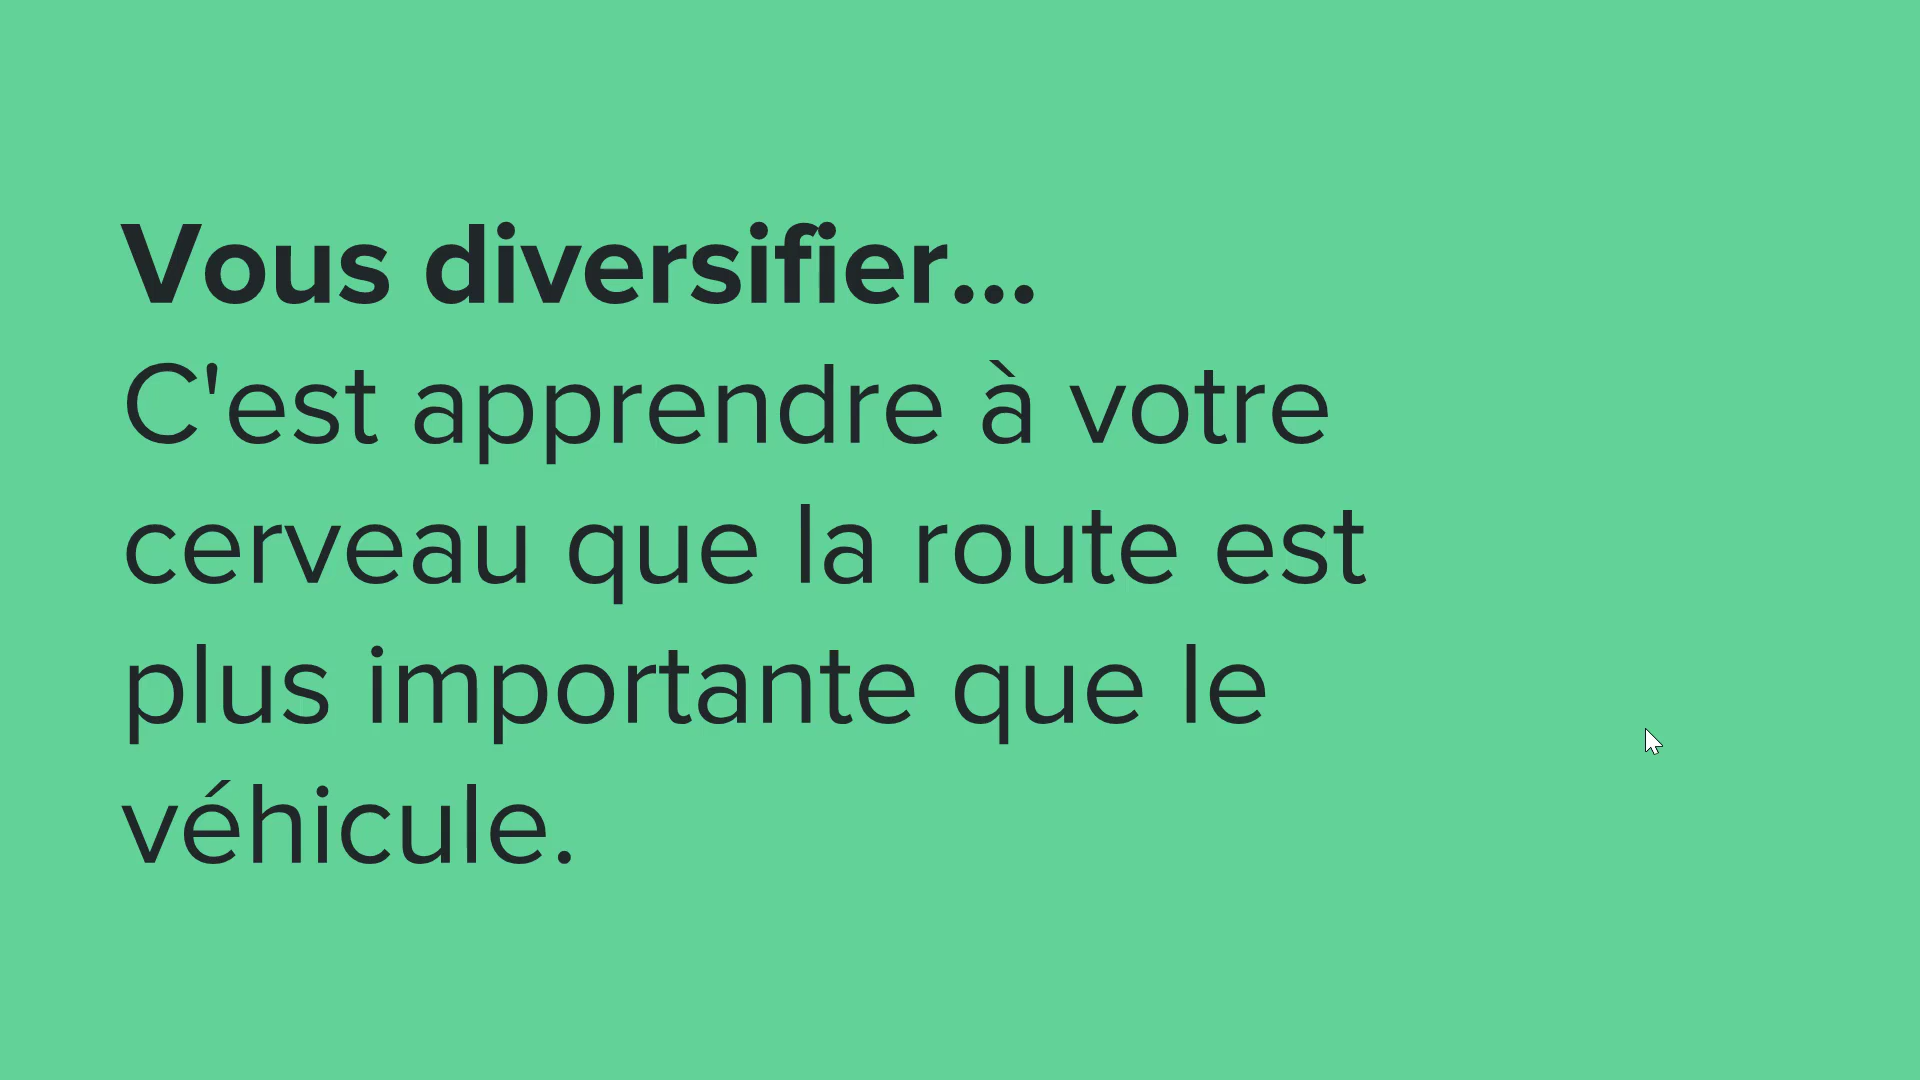 Vous diversifier...
C'est apprendre à votre
cerveau que la route est
plus importante que le
véhicule.